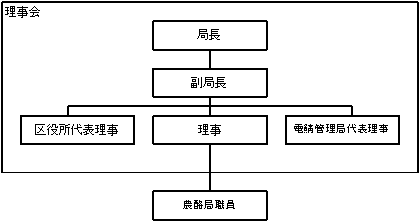 理事会
局長
副局長
区役所代表理事
理事
電請管理局代表理事
農酪局職員